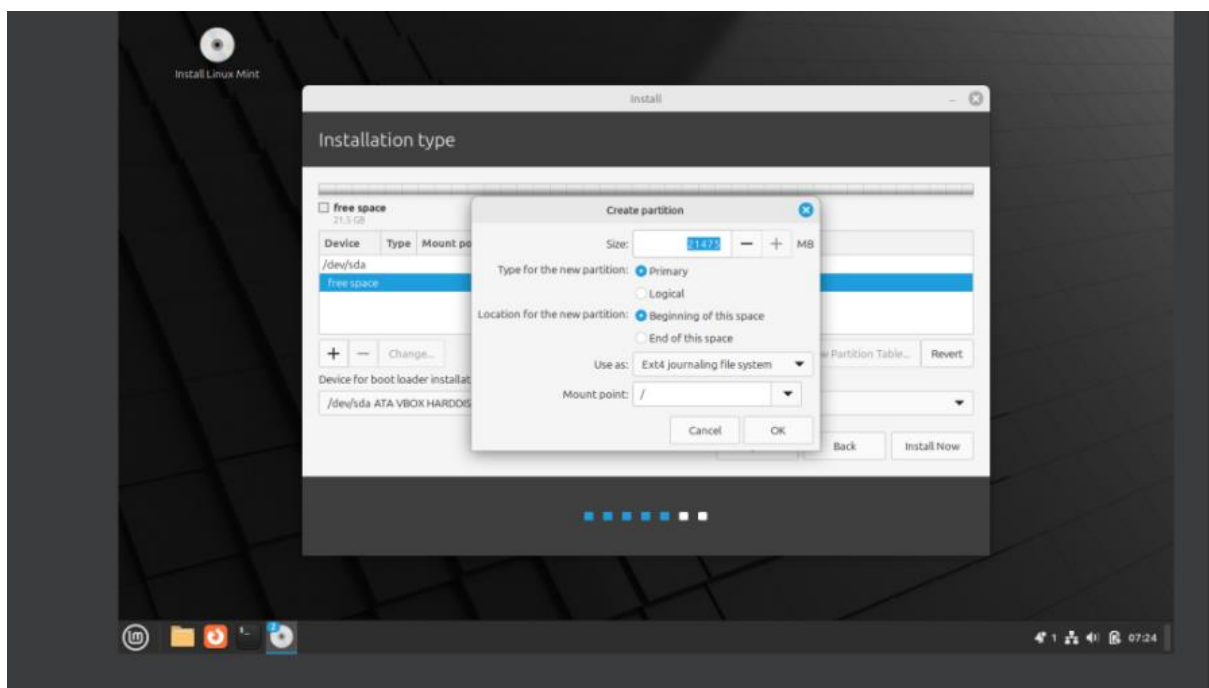 Install Linux Mint
Install
Installation type
free space
21.5 GB
Device Type Mount po
/dev/sda
free space
+ − Change...
Partition Table... Revert
Device for boot loader installat
/dev/sda ATA VBOX HARDDIS
Back Install Now
Create partition
Size: 21475 − + MB
Type for the new partition: Primary
Logical
Location for the new partition: Beginning of this space
End of this space
Use as: Ext4 journaling file system
Mount point: /
Cancel OK
1 07:24